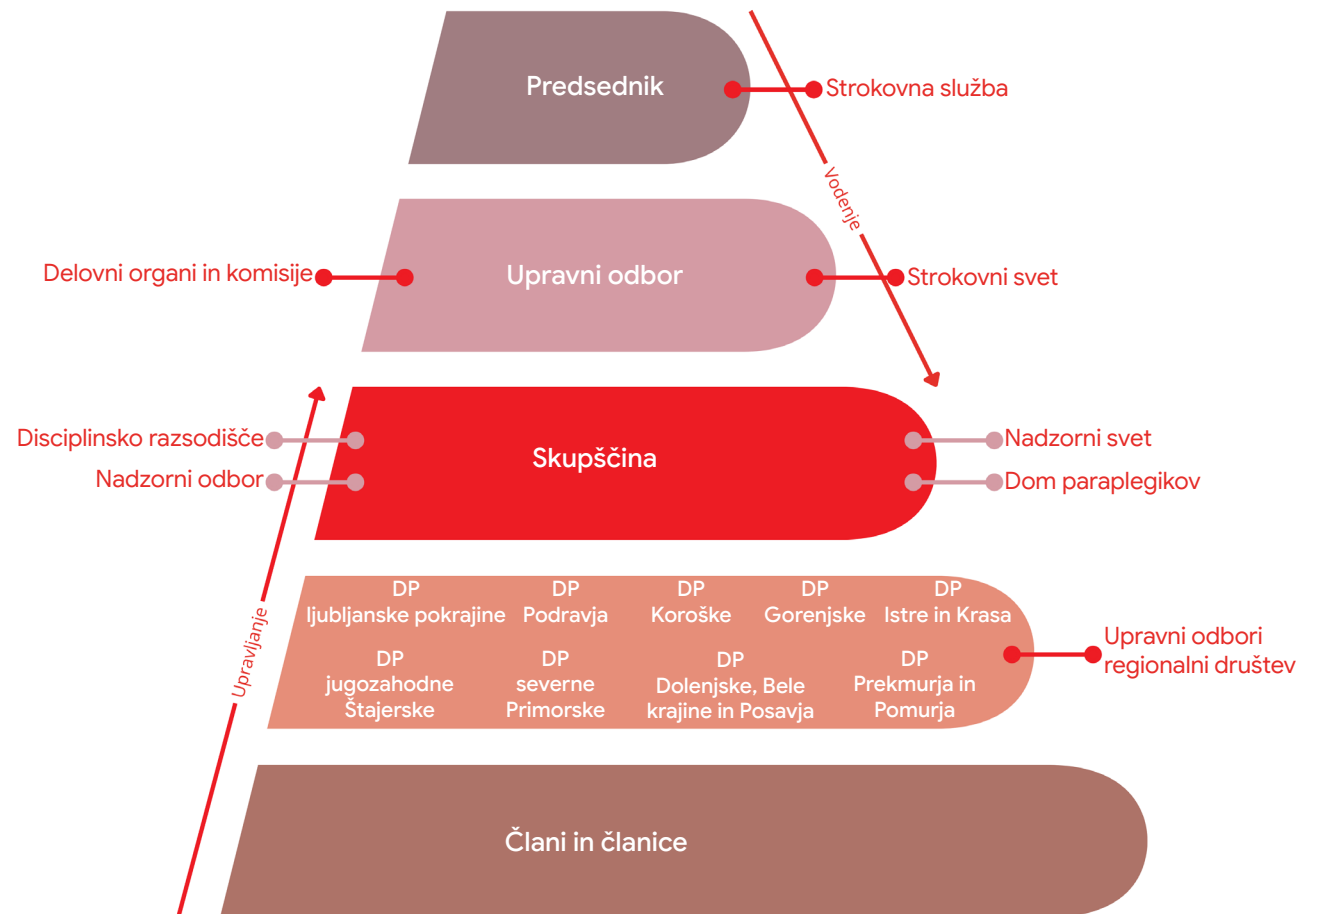 Predsednik
Strokovna služba
Vodenje
Upravni odbor
Delovni organi in komisije
Strokovni svet
Skupščina
Disciplinsko razsodišče
Nadzorni odbor
Nadzorni svet
Dom paraplegikov
Upravljanje
DP
ljubljanske pokrajine
DP
Podravja
DP
Koroške
DP
Gorenjske
DP
Istre in Krasa
DP
jugozahodne
Štajerske
DP
severne
Primorske
DP
Dolenjske, Bele
krajine in Posavja
DP
Prekmurja in
Pomurja
Upravni odbori
regionalni društev
Člani in članice